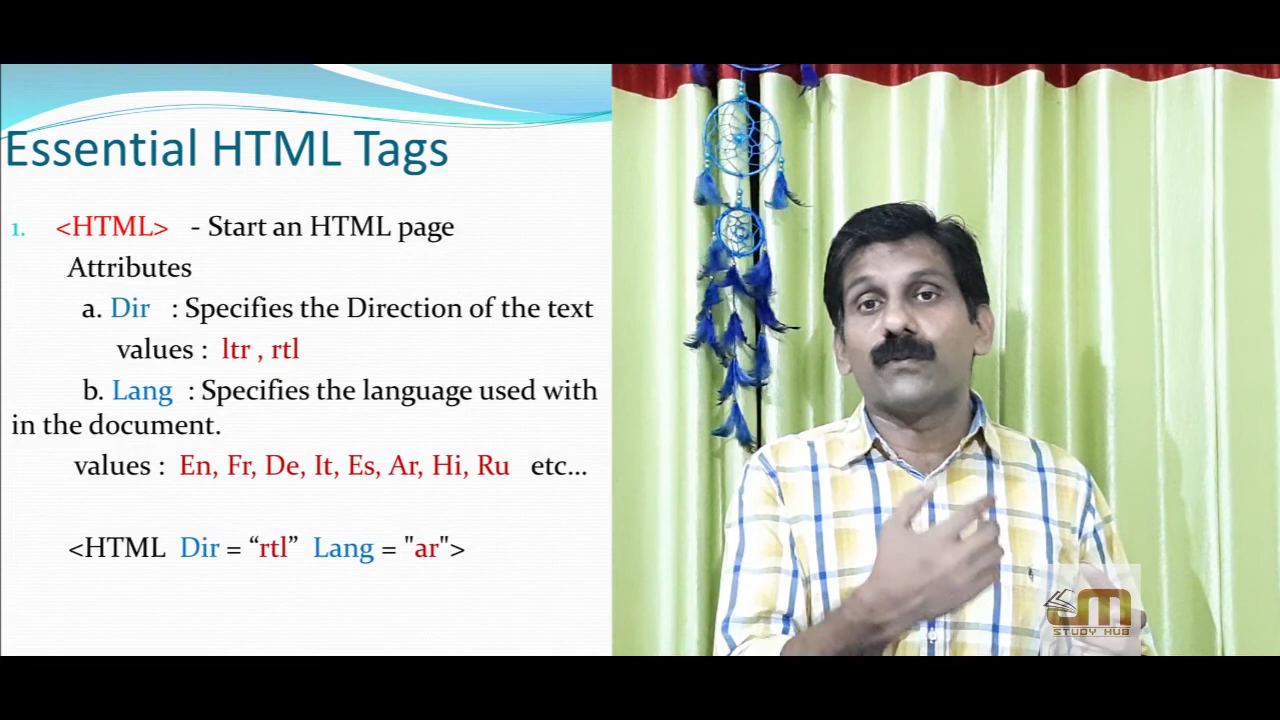 Essential HTML Tags
1. <HTML> - Start an HTML page
Attributes
a. Dir : Specifies the Direction of the text
values : ltr , rtl
b. Lang : Specifies the language used with
in the document.
values : En, Fr, De, It, Es, Ar, Hi, Ru etc...
<HTML Dir = “rtl” Lang = "ar">
STUDY HUB